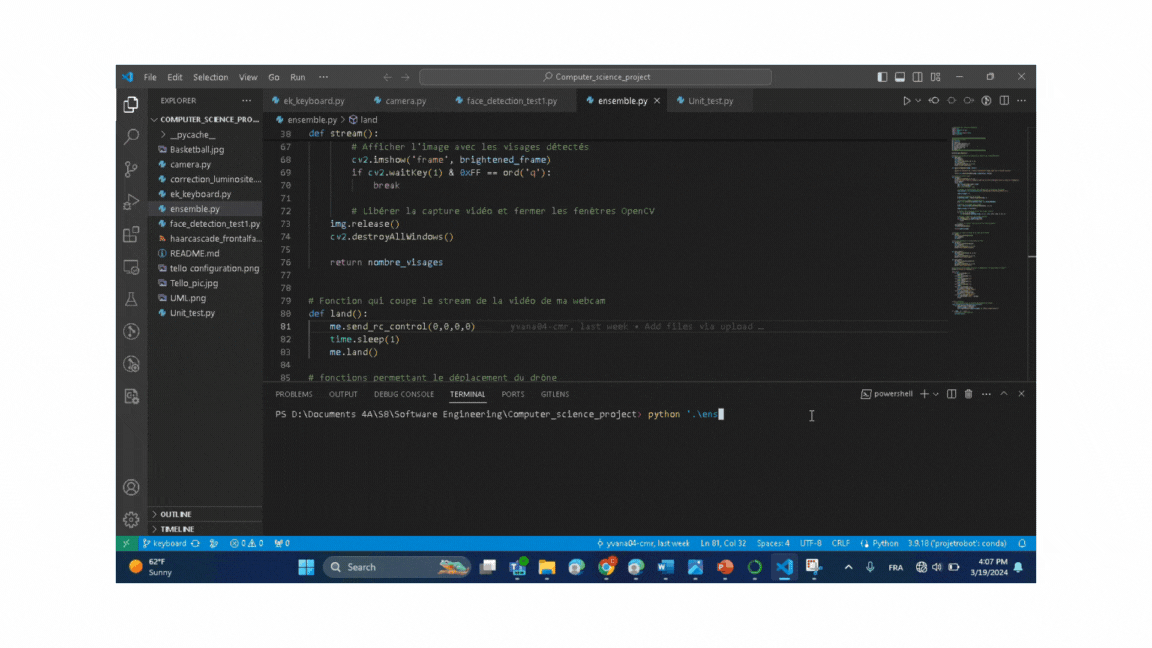 File Edit Selection View Go Run ··· Computer_science_project
EXPLORER ···
COMPUTER_SCIENCE_PRO...
__pycache__
Basketball.jpg
camera.py
correction_luminosite....
ek_keyboard.py
ensemble.py
face_detection_test1.py
haarcascade_frontalfa...
README.md
tello configuration.png
Tello_pic.jpg
UML.png
Unit_test.py
OUTLINE
TIMELINE
ek_keyboard.py camera.py face_detection_test1.py ensemble.py Unit_test.py
ensemble.py > land
38 def stream():
67 # Afficher l'image avec les visages détectés
68 cv2.imshow('frame', brightened_frame)
69 if cv2.waitKey(1) & 0xFF == ord('q'):
70 break
71
72 # Libérer la capture vidéo et fermer les fenêtres OpenCV
73 img.release()
74 cv2.destroyAllWindows()
75
76 return nombre_visages
77
78
79 # Fonction qui coupe le stream de la vidéo de ma webcam
80 def land():
81 me.send_rc_control(0,0,0,0) yvana04-cmr, last week • Add files via upload …
82 time.sleep(1)
83 me.land()
84
85 # fonctions permettant le déplacement du drône
PROBLEMS OUTPUT DEBUG CONSOLE TERMINAL PORTS GITLENS powershell
PS D:\Documents 4A\S8\Software Engineering\Computer_science_project> python '.\ens
keyboard 0 0 0 yvana04-cmr, last week Ln 81, Col 32 Spaces: 4 UTF-8 CRLF Python 3.9.18 ('projetrobot': conda)
62°F
Sunny
Search
FRA
4:07 PM
3/19/2024